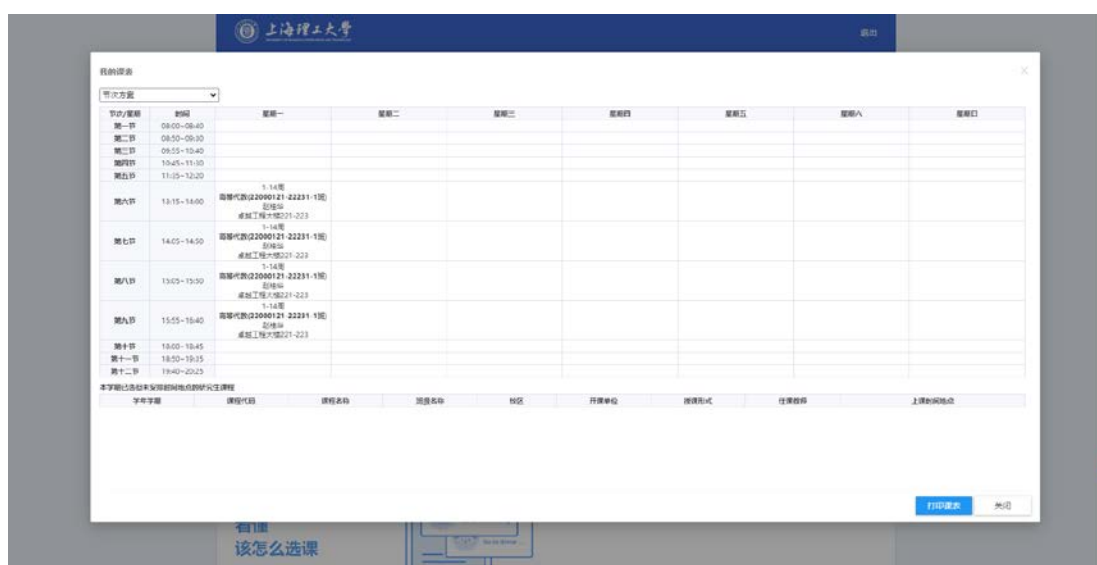 上海理工大学
退出
我的课表
节次方案
节次/星期 时间 星期一 星期二 星期三 星期四 星期五 星期六 星期日
第一节 08:00~08:40
第二节 08:50~09:30
第三节 09:55~10:40
第四节 10:45~11:30
第五节 11:35~12:20
1-14周
第六节 13:15~14:00 高等代数(22000121-22231-1班)
卓越工程大楼221-223
1-14周
第七节 14:05~14:50 高等代数(22000121-22231-1班)
卓越工程大楼221-223
1-14周
第八节 15:05~15:50 高等代数(22000121-22231-1班)
卓越工程大楼221-223
1-14周
第九节 15:55~16:40 高等代数(22000121-22231-1班)
卓越工程大楼221-223
第十节 18:00~18:45
第十一节 18:50~19:35
第十二节 19:40~20:25
本学期已选但未安排时间地点的研究生课程
学年学期 课程代码 课程名称 班级名称 校区 开课单位 授课形式 任课教师 上课时间地点
打印课表 关闭
看懂
该怎么选课